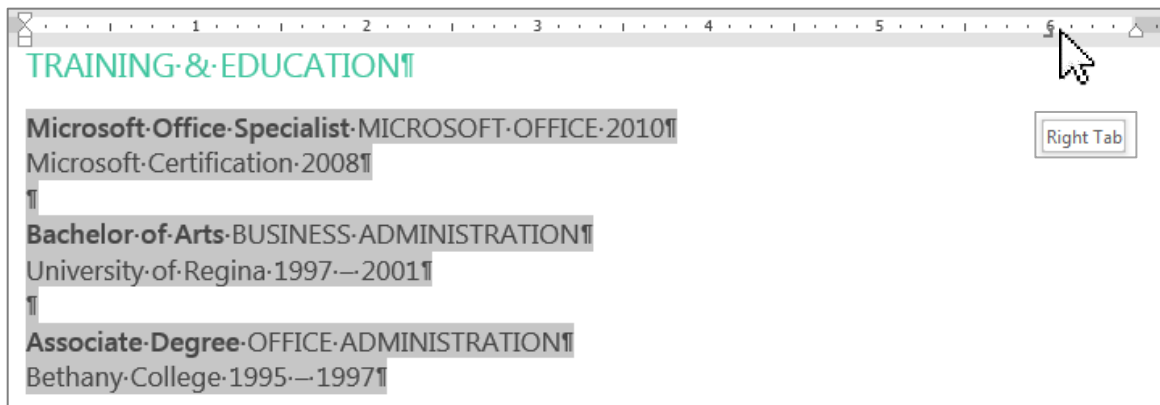 1 2 3 4 5 6
TRAINING·&·EDUCATION¶
Microsoft·Office·Specialist·MICROSOFT·OFFICE·2010¶
Right Tab
Microsoft·Certification·2008¶
¶
Bachelor·of·Arts·BUSINESS·ADMINISTRATION¶
University·of·Regina·1997·–·2001¶
¶
Associate·Degree·OFFICE·ADMINISTRATION¶
Bethany·College·1995·–·1997¶